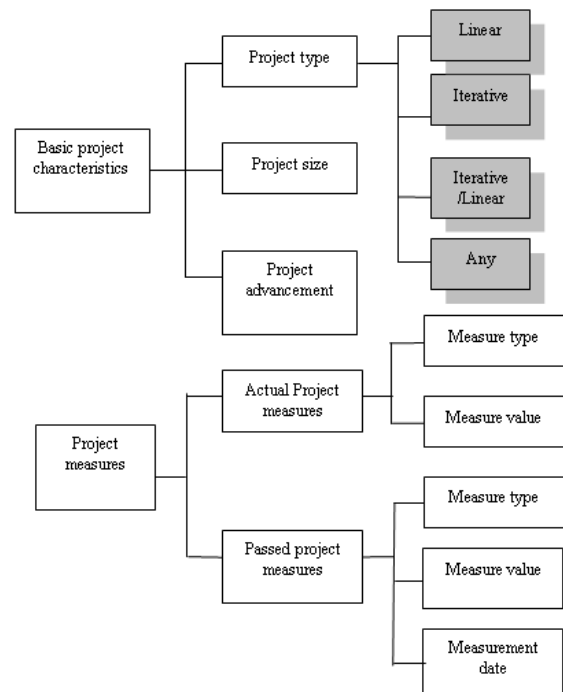 Basic project
characteristics
Project type
Linear
Iterative
Iterative
/Linear
Any
Project size
Project
advancement
Project
measures
Actual Project
measures
Measure type
Measure value
Passed project
measures
Measure type
Measure value
Measurement
date